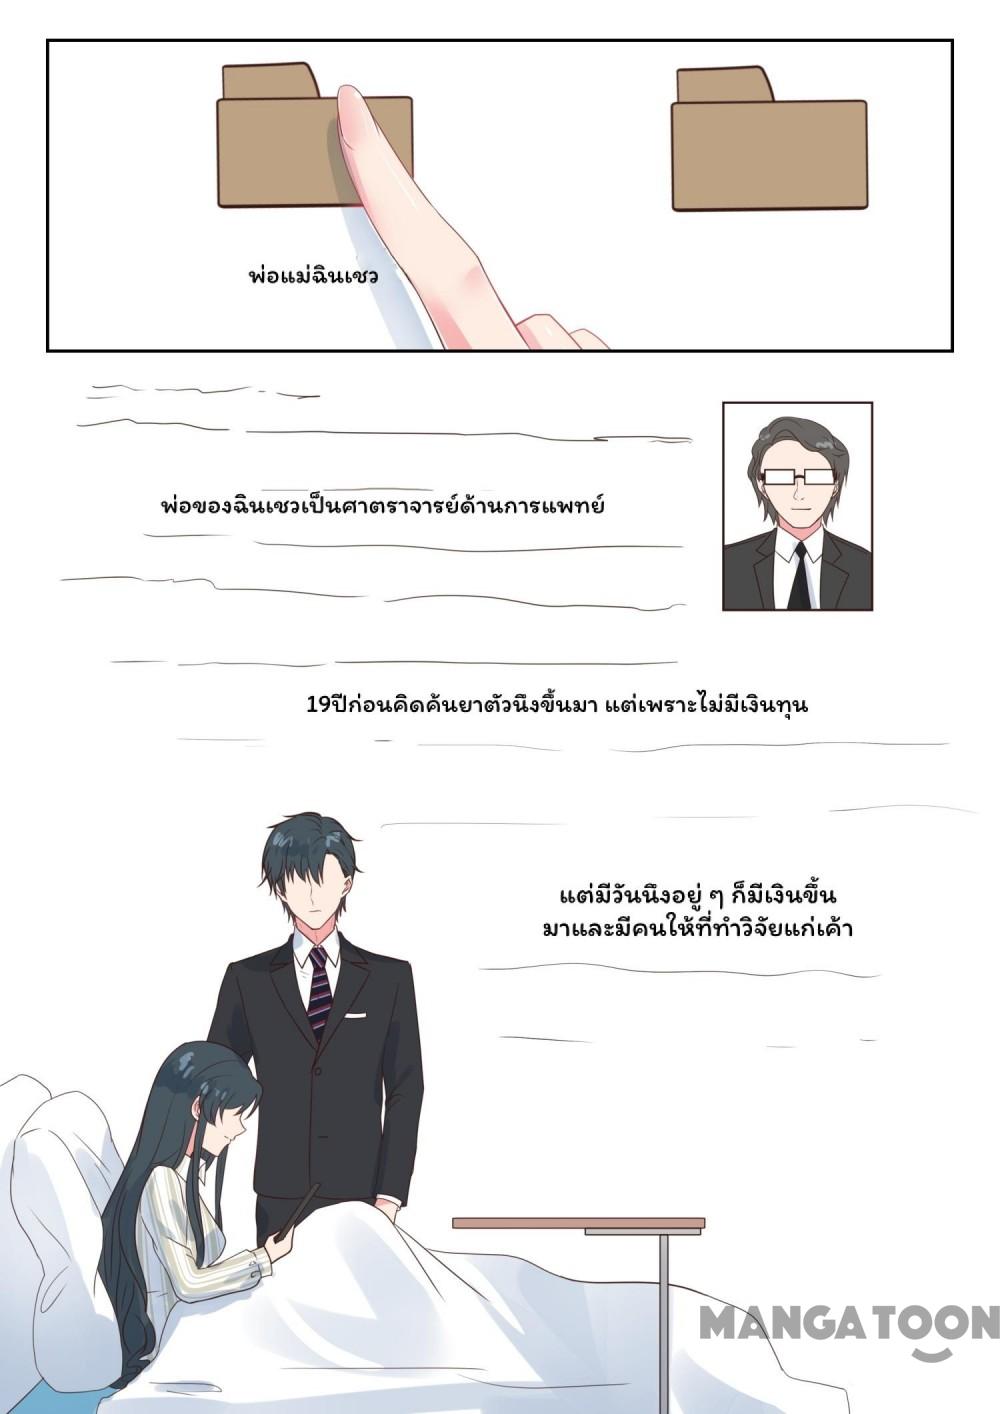 พ่อแม่ฉินเชว
พ่อของฉินเชวเป็นศาตราจารย์ด้านการแพทย์
19ปีก่อนคิดค้นยาตัวนึงขึ้นมา แต่เพราะไม่มีเงินทุน
แต่มีวันนึงอยู่ ๆ ก็มีเงินขึ้น
มาและมีคนให้ที่ทำวิจัยแก่เค้า
MANGATOON